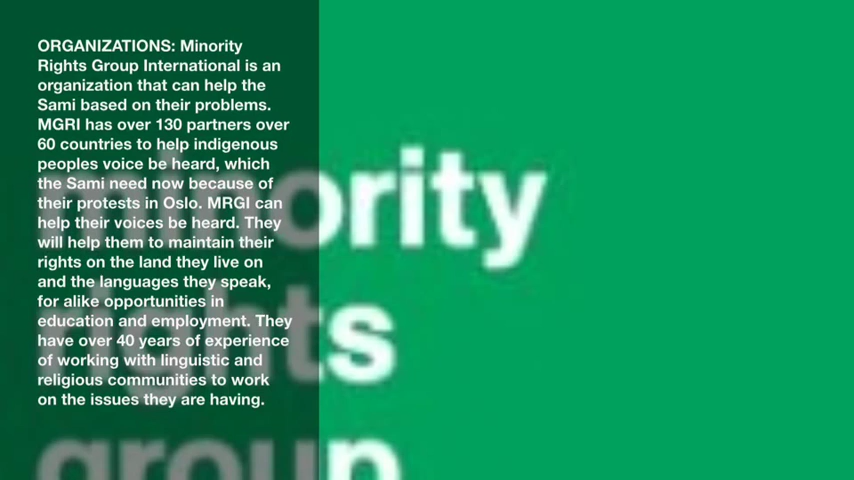 ORGANIZATIONS: Minority
Rights Group International is an
organization that can help the
Sami based on their problems.
MGRI has over 130 partners over
60 countries to help indigenous
peoples voice be heard, which
the Sami need now because of
their protests in Oslo. MRGI can
help their voices be heard. They
will help them to maintain their
rights on the land they live on
and the languages they speak,
for alike opportunities in
education and employment. They
have over 40 years of experience
of working with linguistic and
religious communities to work
on the issues they are having.
minority
rights
group